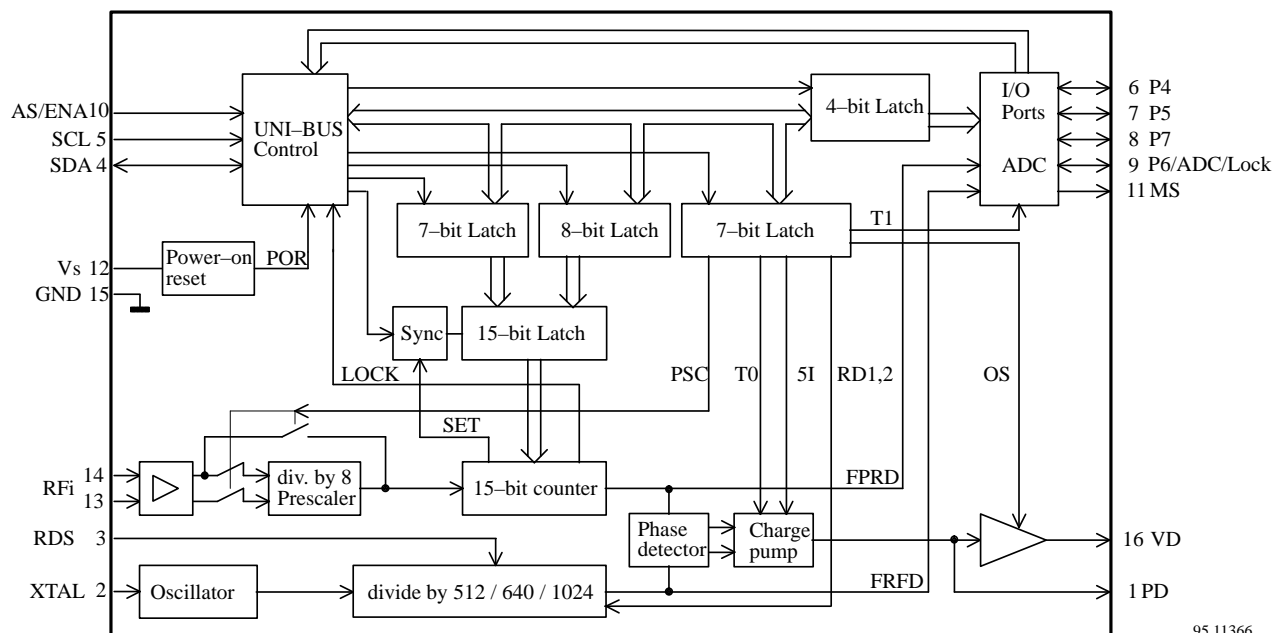 AS/ENA 10
SCL 5
SDA 4
Vs 12
GND 15
RFi
14
13
RDS 3
XTAL 2
UNI–BUS
Control
Power–on
reset
POR
4–bit Latch
I/O
Ports
ADC
6 P4
7 P5
8 P7
9 P6/ADC/Lock
11 MS
7–bit Latch
8–bit Latch
7–bit Latch
T1
Sync
15–bit Latch
LOCK
PSC
T0
5I
RD1,2
OS
SET
div. by 8
Prescaler
15–bit counter
FPRD
Phase
detector
Charge
pump
16 VD
Oscillator
divide by 512 / 640 / 1024
FRFD
1 PD
95 11366